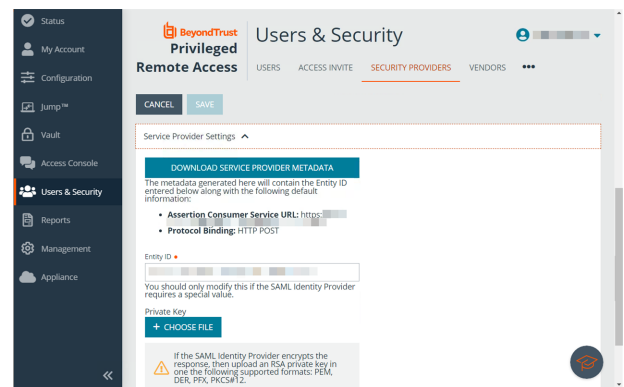 Status
My Account
Configuration
Jump™
Vault
Access Console
Users & Security
Reports
Management
Appliance
BeyondTrust
Privileged
Remote Access
Users & Security
USERS ACCESS INVITE SECURITY PROVIDERS VENDORS •••
CANCEL SAVE
Service Provider Settings
DOWNLOAD SERVICE PROVIDER METADATA
The metadata generated here will contain the Entity ID
entered below along with the following default
information:
• Assertion Consumer Service URL: https:
• Protocol Binding: HTTP POST
Entity ID
You should only modify this if the SAML Identity Provider
requires a special value.
Private Key
+ CHOOSE FILE
If the SAML Identity Provider encrypts the
response, then upload an RSA private key in
one the following supported formats: PEM,
DER, PFX, PKCS#12.